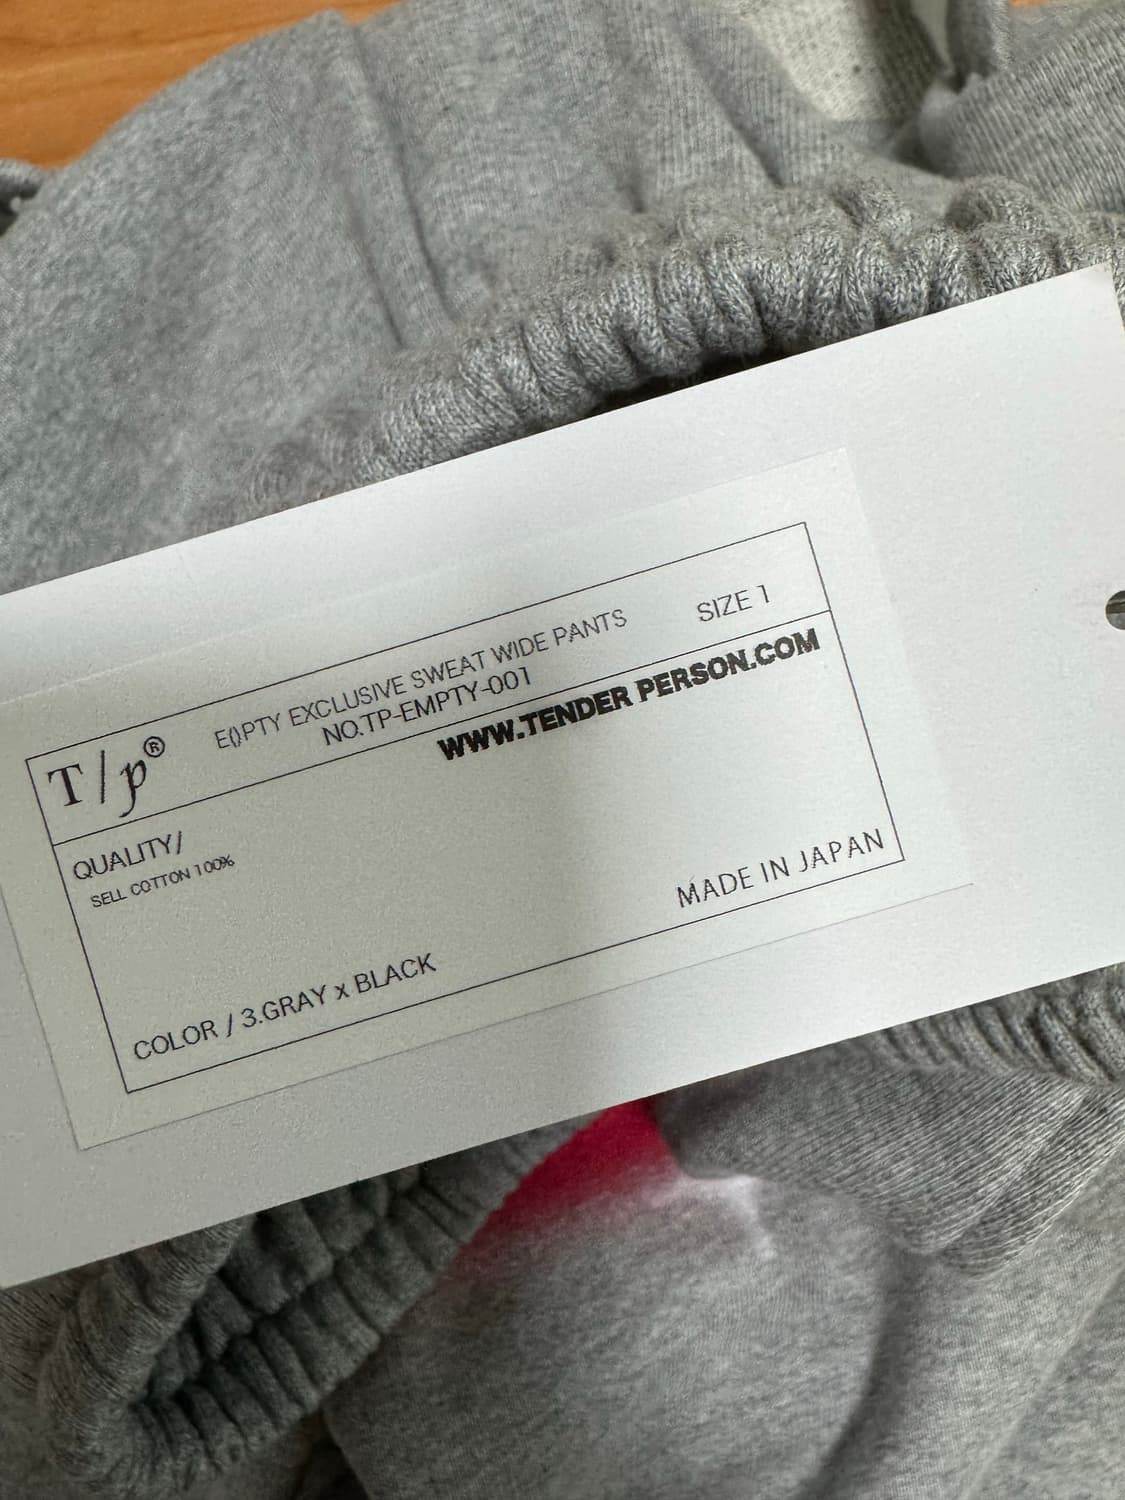 T/p®
E()PTY EXCLUSIVE SWEAT WIDE PANTS
NO.TP-EMPTY-001
SIZE 1
WWW.TENDER PERSON.COM
QUALITY/
SELL COTTON 100%
MADE IN JAPAN
COLOR / 3.GRAY x BLACK